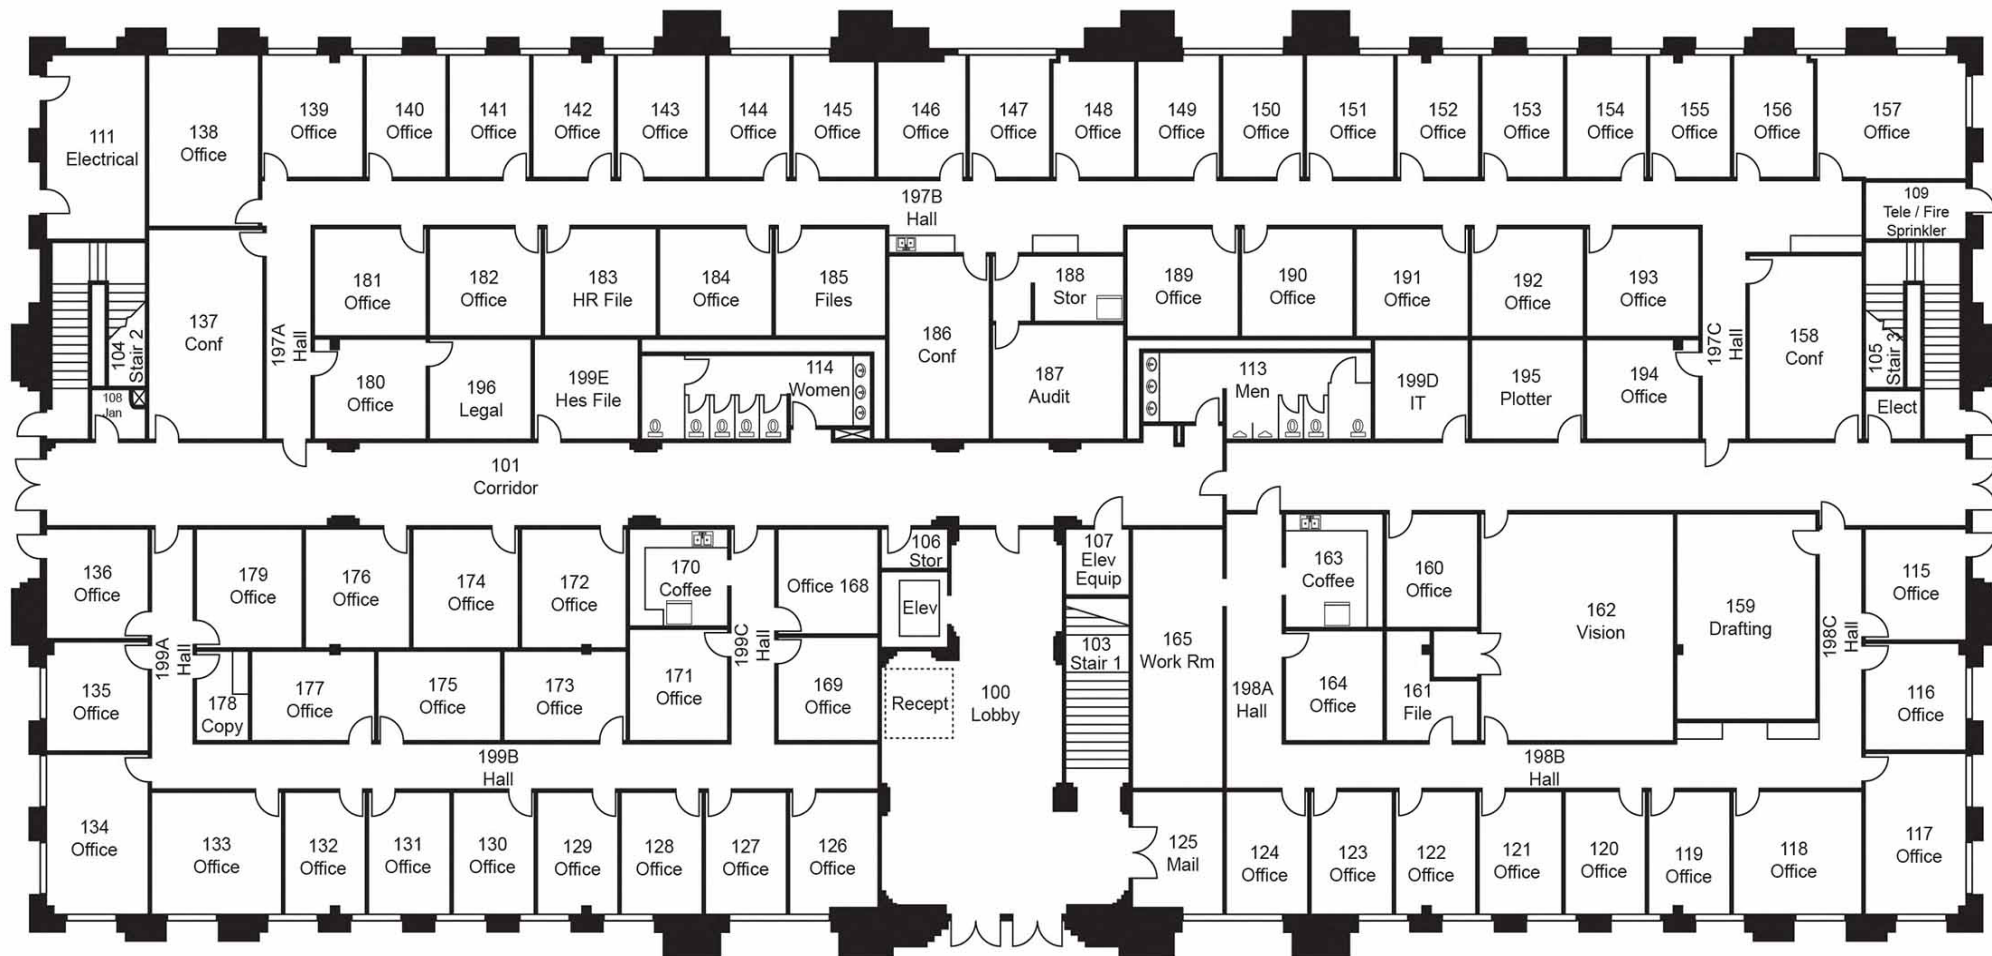 111
Electrical
138
Office
139
Office
140
Office
141
Office
142
Office
143
Office
144
Office
145
Office
146
Office
147
Office
148
Office
149
Office
150
Office
151
Office
152
Office
153
Office
154
Office
155
Office
156
Office
157
Office
197B
Hall
109
Tele / Fire
Sprinkler
104
Stair 2
108
Jan
137
Conf
197A
Hall
181
Office
182
Office
183
HR File
184
Office
185
Files
186
Conf
188
Stor
187
Audit
189
Office
190
Office
191
Office
192
Office
193
Office
197C
Hall
158
Conf
105
Stair 3
Elect
180
Office
196
Legal
199E
Hes File
114
Women
113
Men
199D
IT
195
Plotter
194
Office
101
Corridor
136
Office
199A
Hall
179
Office
176
Office
174
Office
172
Office
170
Coffee
199C
Hall
Office 168
106
Stor
Elev
107
Elev
Equip
103
Stair 1
165
Work Rm
198A
Hall
163
Coffee
160
Office
162
Vision
159
Drafting
198C
Hall
115
Office
135
Office
178
Copy
177
Office
175
Office
173
Office
171
Office
169
Office
Recept
100
Lobby
164
Office
161
File
116
Office
199B
Hall
198B
Hall
134
Office
133
Office
132
Office
131
Office
130
Office
129
Office
128
Office
127
Office
126
Office
125
Mail
124
Office
123
Office
122
Office
121
Office
120
Office
119
Office
118
Office
117
Office